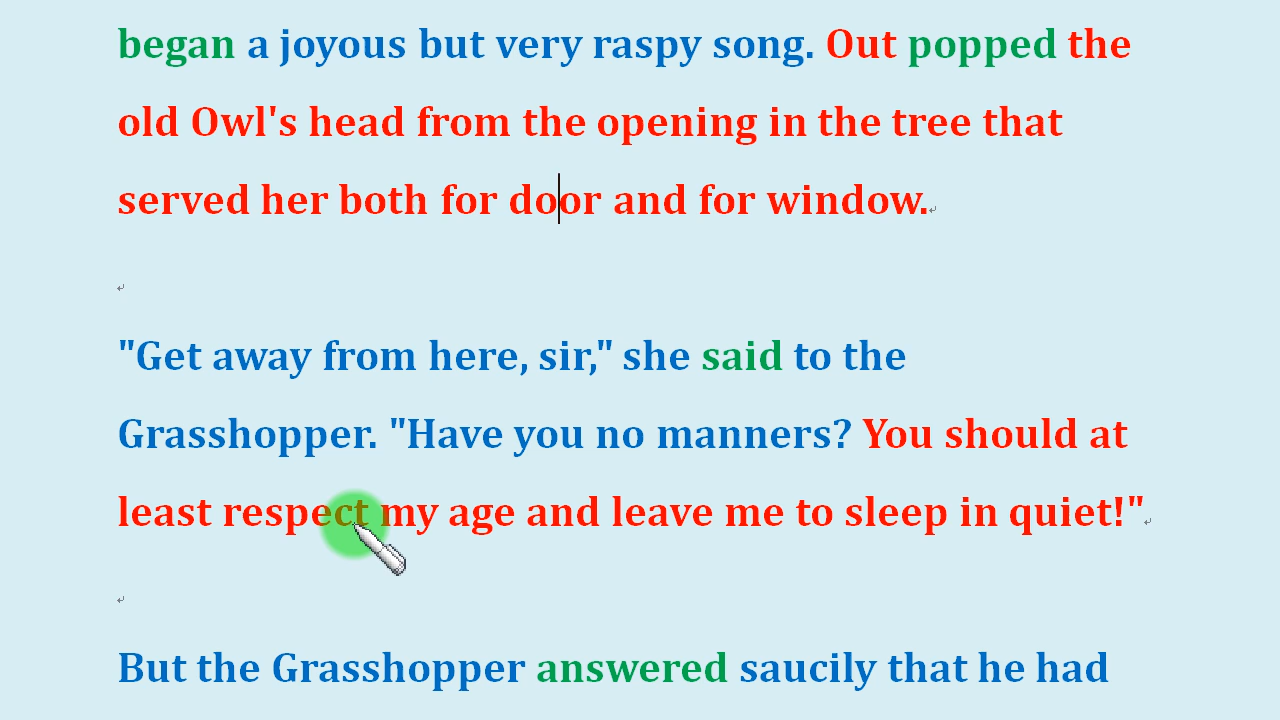 began a joyous but very raspy song. Out popped the
old Owl's head from the opening in the tree that
served her both for door and for window.
"Get away from here, sir," she said to the
Grasshopper. "Have you no manners? You should at
least respect my age and leave me to sleep in quiet!"
But the Grasshopper answered saucily that he had